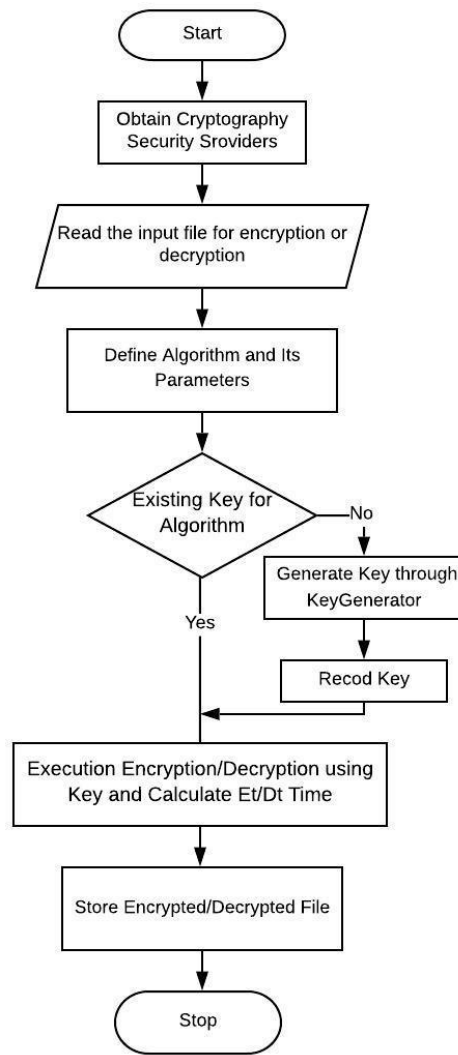 Start
Obtain Cryptography
Security Sroviders
Read the input file for encryption or
decryption
Define Algorithm and Its
Parameters
Existing Key for
Algorithm
No
Generate Key through
KeyGenerator
Yes
Recod Key
Execution Encryption/Decryption using
Key and Calculate Et/Dt Time
Store Encrypted/Decrypted File
Stop